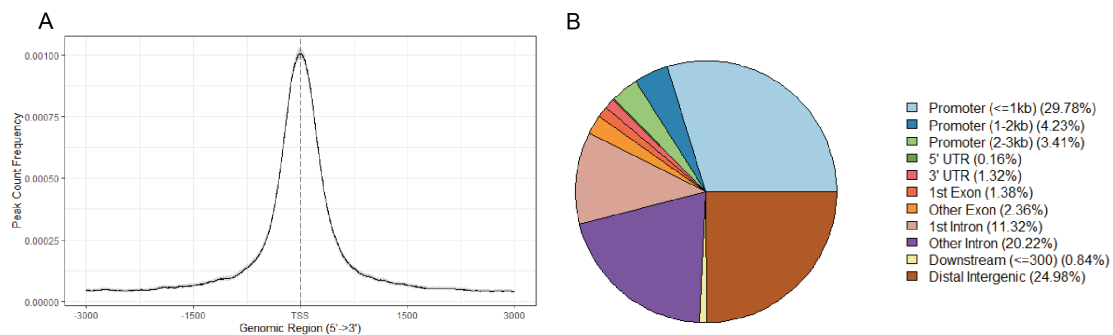 A
B
0.00100
0.00075
0.00050
0.00025
0.00000
Peak Count Frequency
-3000
-1500
TSS
1500
3000
Genomic Region (5'->3')
Promoter (<=1kb) (29.78%)
Promoter (1-2kb) (4.23%)
Promoter (2-3kb) (3.41%)
5' UTR (0.16%)
3' UTR (1.32%)
1st Exon (1.38%)
Other Exon (2.36%)
1st Intron (11.32%)
Other Intron (20.22%)
Downstream (<=300) (0.84%)
Distal Intergenic (24.98%)